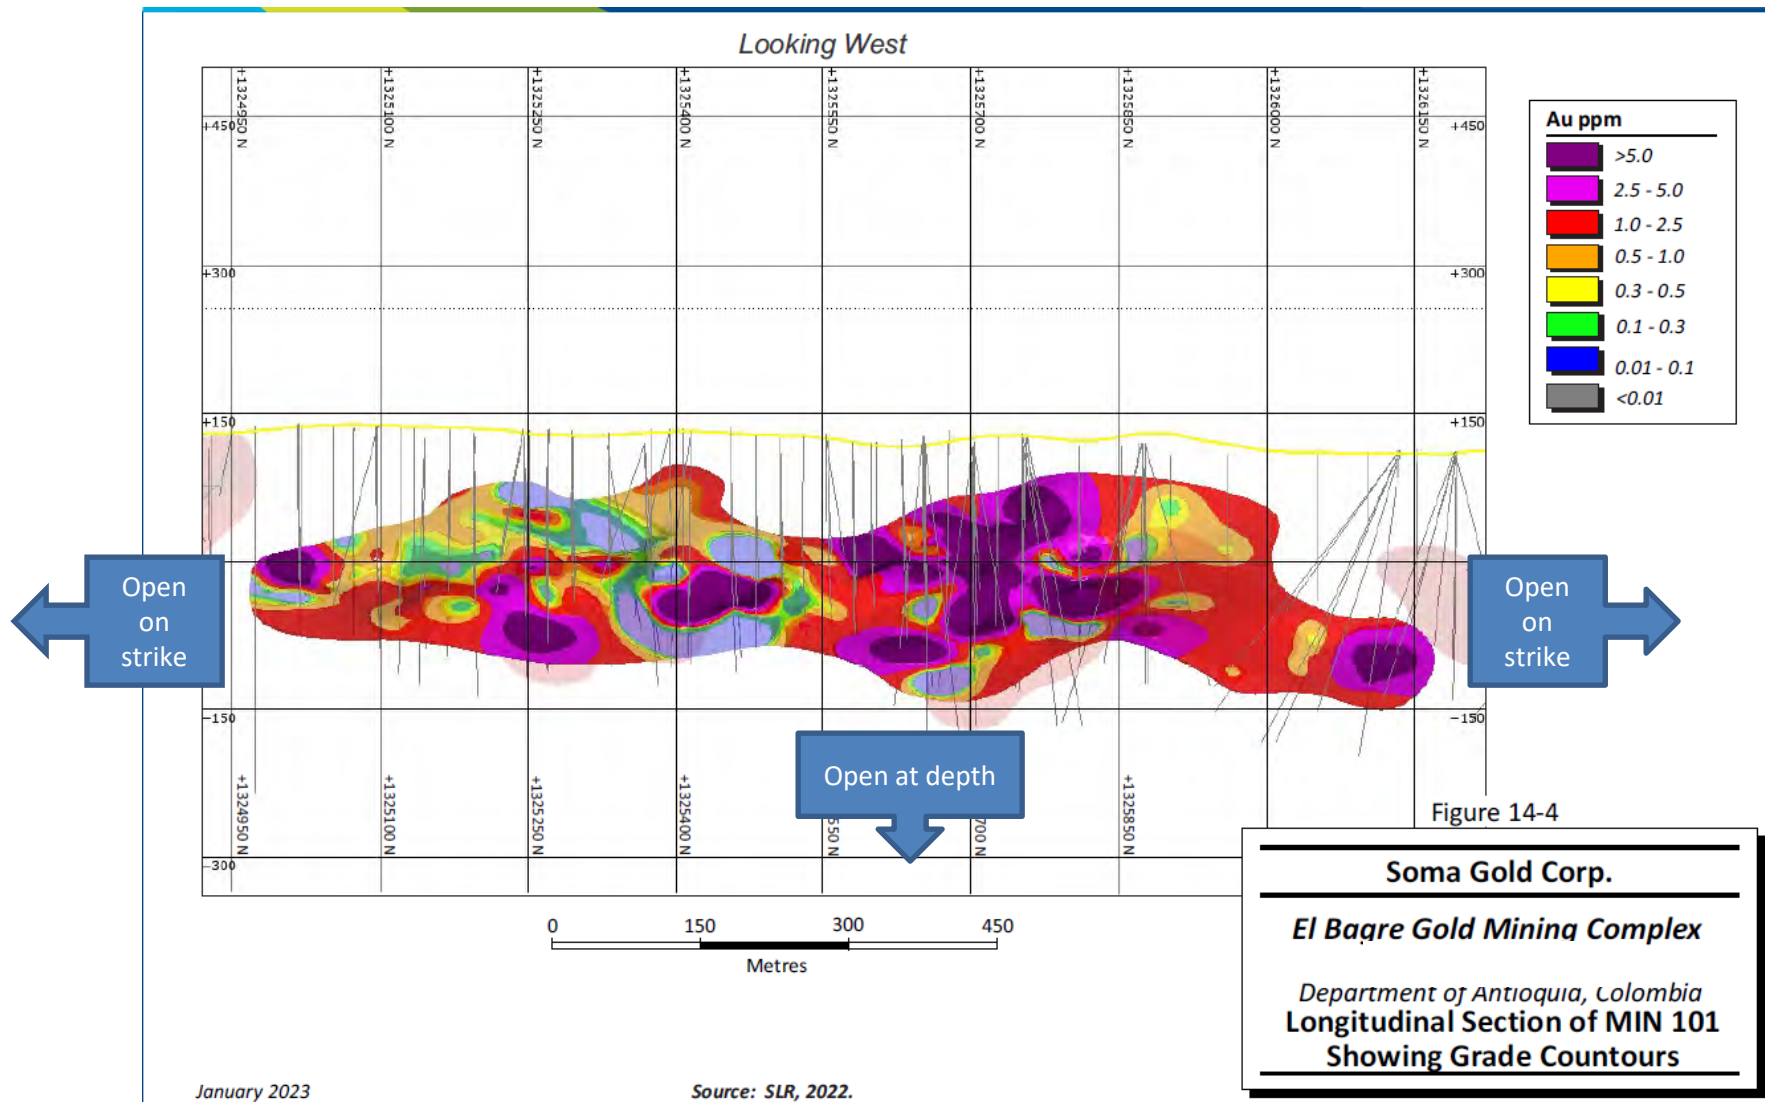 Looking West
+1324950 N
+1325100 N
+1325250 N
+1325400 N
+1325550 N
+1325700 N
+1325850 N
+1326000 N
+1326150 N
+450
+450
Au ppm
>5.0
2.5 - 5.0
1.0 - 2.5
0.5 - 1.0
0.3 - 0.5
0.1 - 0.3
0.01 - 0.1
<0.01
+300
+300
+150
+150
Open
on
strike
Open
on
strike
-150
-150
Open at depth
+1324950 N
+1325100 N
+1325250 N
+1325400 N
550 N
700 N
+1325850 N
-300
Figure 14-4
Soma Gold Corp.
El Bagre Gold Mining Complex
Department of Antioquia, Colombia
Longitudinal Section of MIN 101
Showing Grade Countours
0 150 300 450
Metres
January 2023
Source: SLR, 2022.